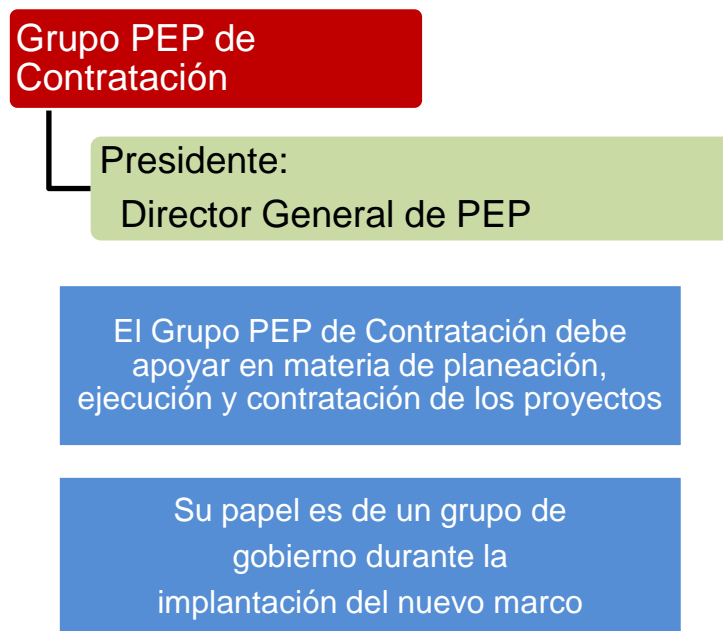 Grupo PEP de
Contratación
Presidente:
Director General de PEP
El Grupo PEP de Contratación debe
apoyar en materia de planeación,
ejecución y contratación de los proyectos
Su papel es de un grupo de
gobierno durante la
implantación del nuevo marco